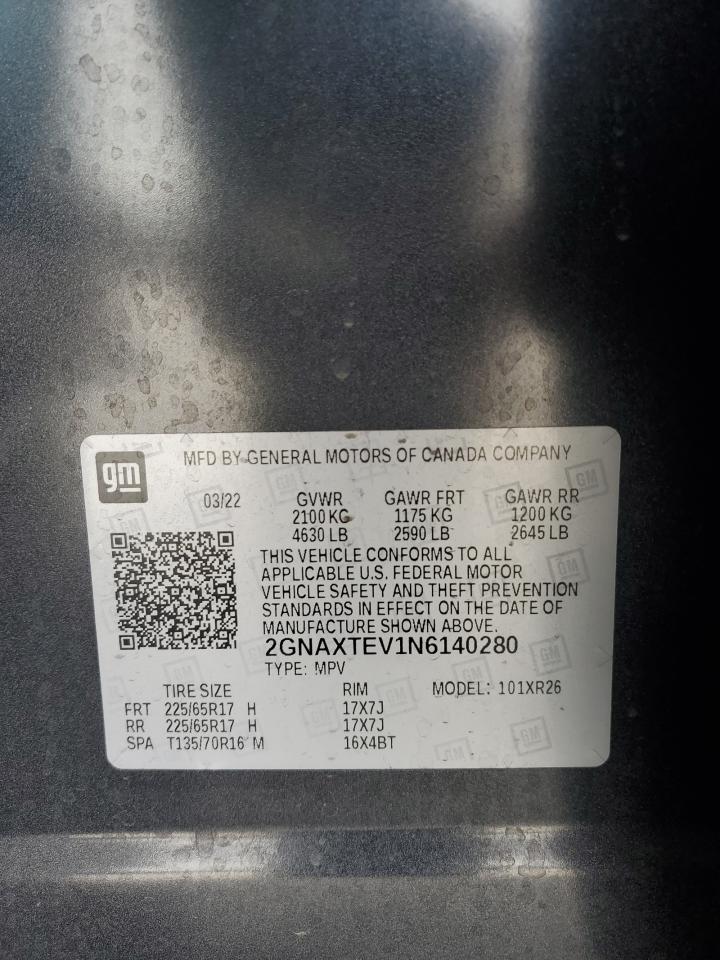 gm
MFD BY GENERAL MOTORS OF CANADA COMPANY
03/22 GVWR GAWR FRT GAWR RR
2100 KG 1175 KG 1200 KG
4630 LB 2590 LB 2645 LB
THIS VEHICLE CONFORMS TO ALL
APPLICABLE U.S. FEDERAL MOTOR
VEHICLE SAFETY AND THEFT PREVENTION
STANDARDS IN EFFECT ON THE DATE OF
MANUFACTURE SHOWN ABOVE.
2GNAXTEV1N6140280
TYPE: MPV
TIRE SIZE RIM MODEL: 101XR26
FRT 225/65R17 H 17X7J
RR 225/65R17 H 17X7J
SPA T135/70R16 M 16X4BT